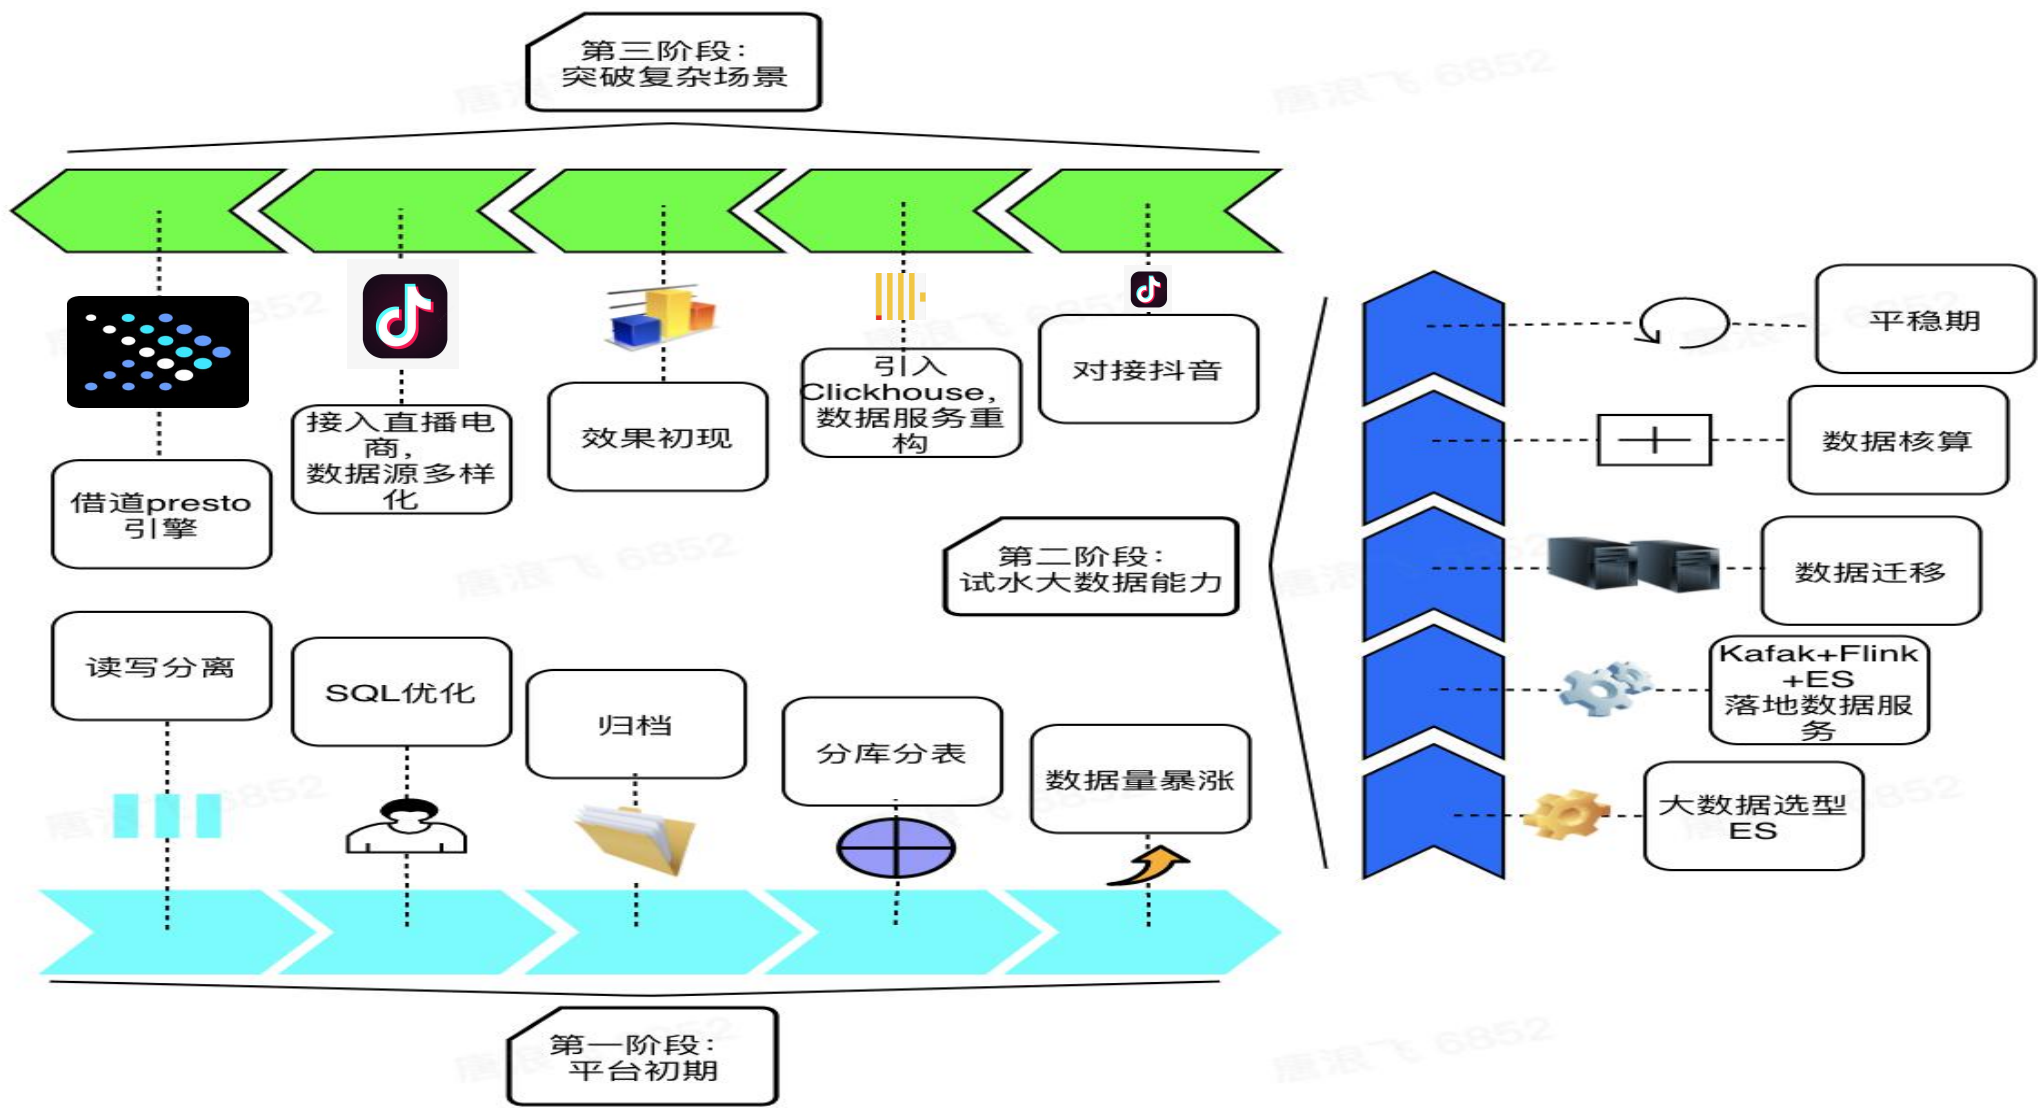 第三阶段：
突破复杂场景
借道presto
引擎
接入直播电
商，
数据源多样
化
效果初现
引入
Clickhouse，
数据服务重
构
对接抖音
平稳期
数据核算
数据迁移
Kafak+Flink
+ES
落地数据服
务
大数据选型
ES
第二阶段：
试水大数据能力
读写分离
SQL优化
归档
分库分表
数据量暴涨
第一阶段：
平台初期
唐浪飞 6852